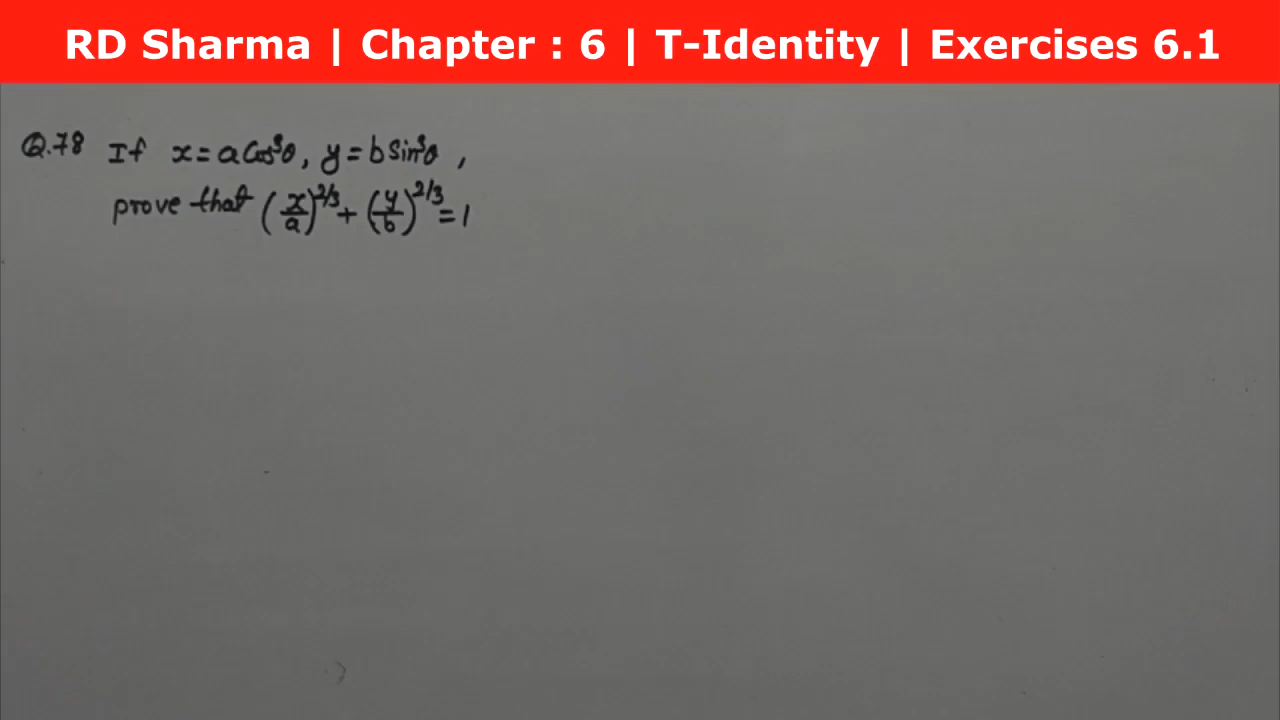 RD Sharma | Chapter : 6 | T-Identity | Exercises 6.1
Q.78 If x = a Cos³θ, y = b Sin³θ,
prove that (x/a)^2/3 + (y/b)^2/3 = 1